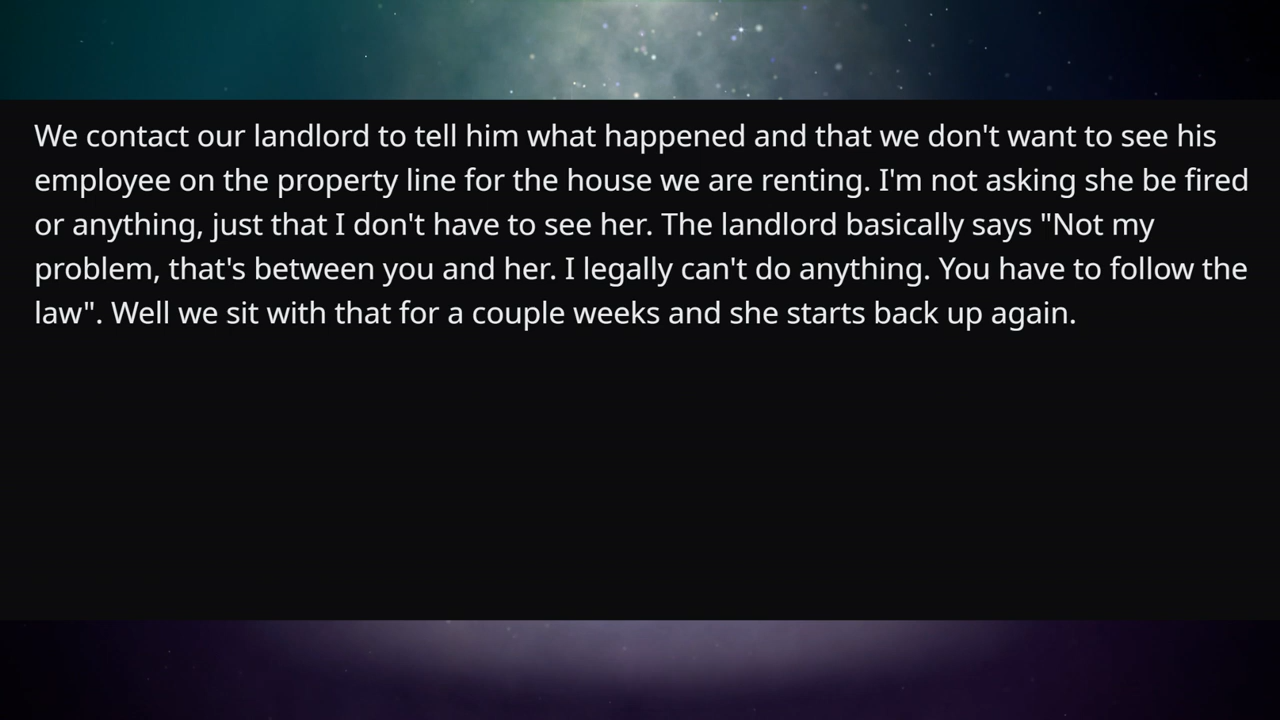 We contact our landlord to tell him what happened and that we don't want to see his
employee on the property line for the house we are renting. I'm not asking she be fired
or anything, just that I don't have to see her. The landlord basically says "Not my
problem, that's between you and her. I legally can't do anything. You have to follow the
law". Well we sit with that for a couple weeks and she starts back up again.